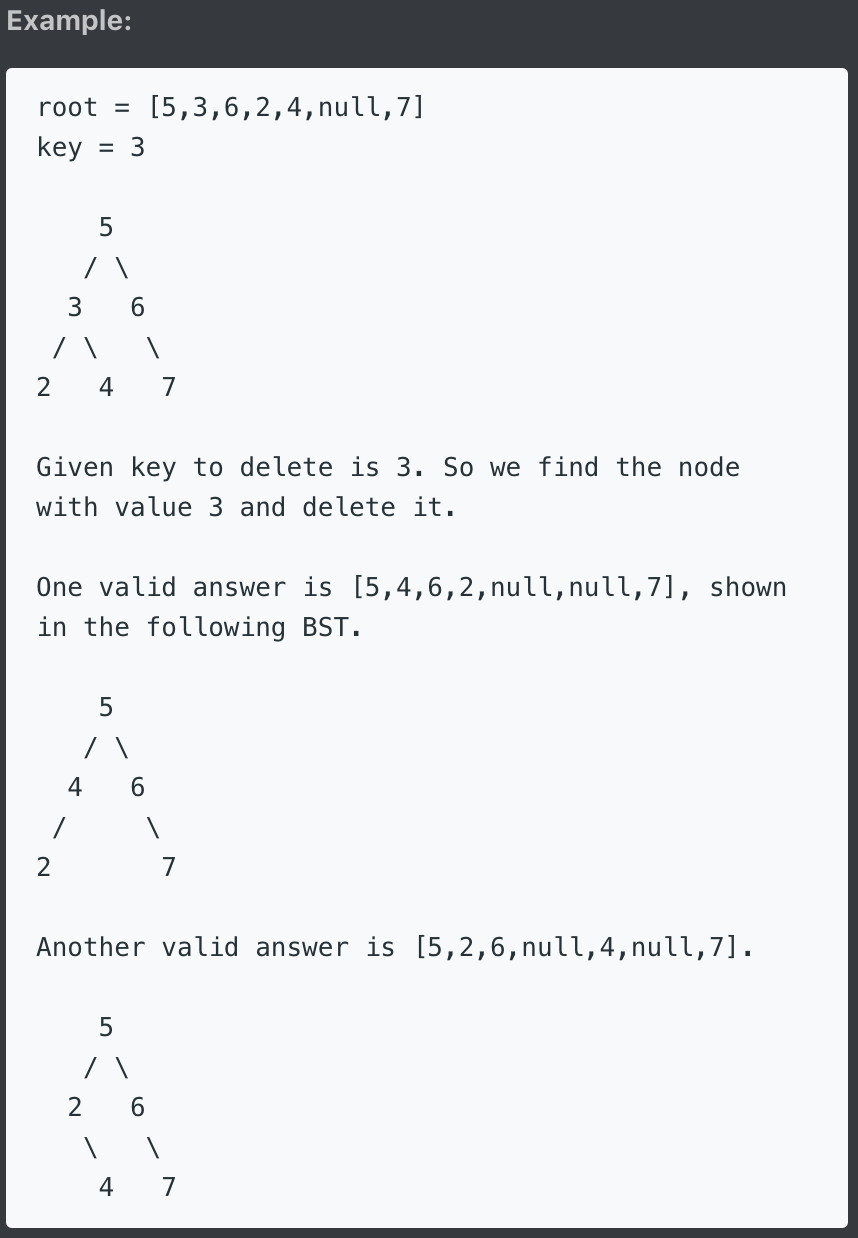 Example:
root = [5,3,6,2,4,null,7]
key = 3
    5
   / \
  3   6
 / \   \
2   4   7
Given key to delete is 3. So we find the node
with value 3 and delete it.
One valid answer is [5,4,6,2,null,null,7], shown
in the following BST.
    5
   / \
  4   6
 /     \
2       7
Another valid answer is [5,2,6,null,4,null,7].
    5
   / \
  2   6
   \   \
    4   7